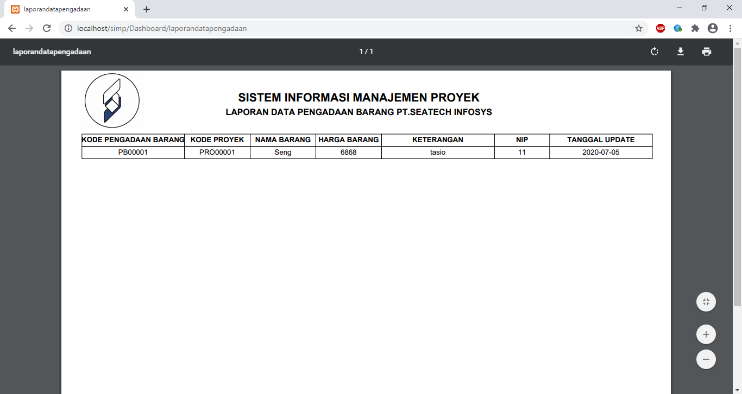 laporandatapengadaan
localhost/simp/Dashboard/laporandatapengadaan
laporandatapengadaan 1 / 1
SISTEM INFORMASI MANAJEMEN PROYEK
LAPORAN DATA PENGADAAN BARANG PT.SEATECH INFOSYS
KODE PENGADAAN BARANG KODE PROYEK NAMA BARANG HARGA BARANG KETERANGAN NIP TANGGAL UPDATE
PB00001 PRO00001 Seng 6868 tasio 11 2020-07-05